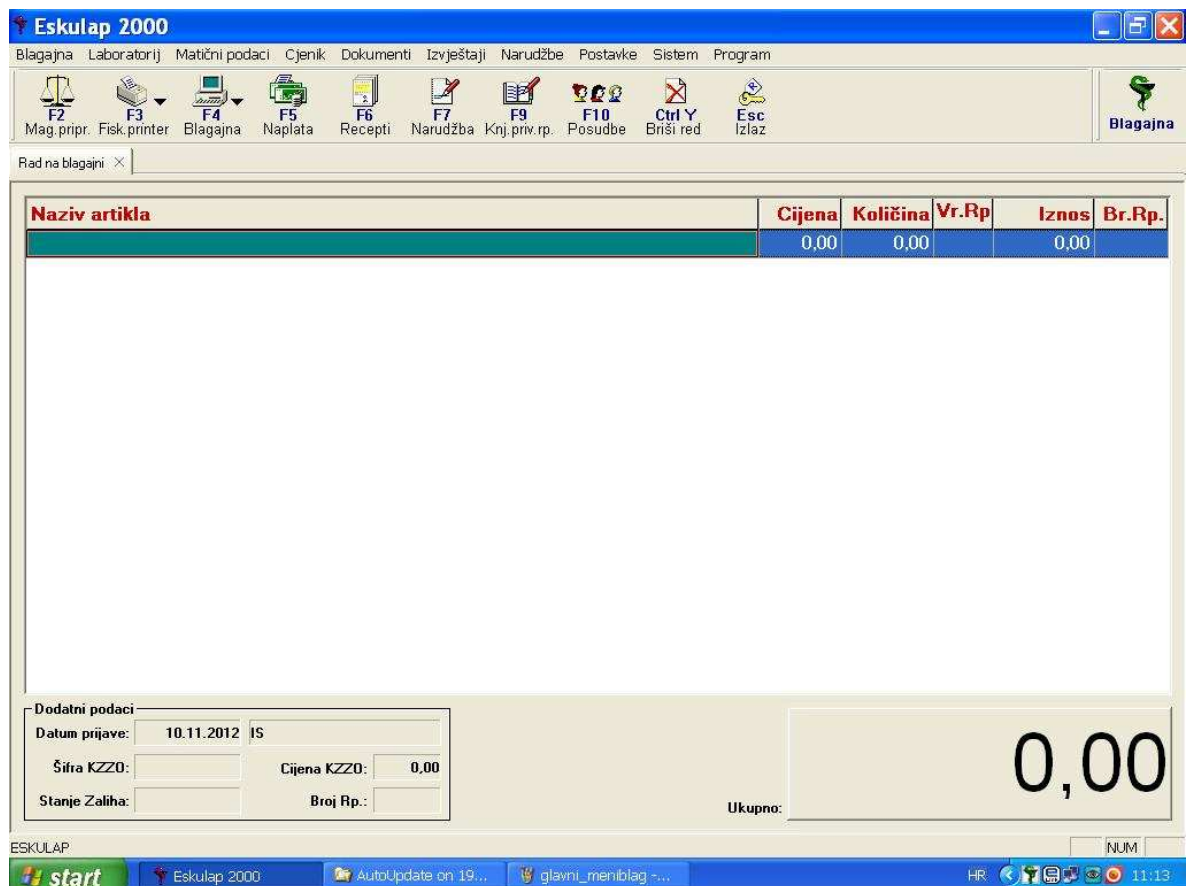 Eskulap 2000
Blagajna Laboratorij Matični podaci Cjenik Dokumenti Izvještaji Narudžbe Postavke Sistem Program
F2 F3 F4 F5 F6 F7 F9 F10 Ctrl Y Esc
Mag.pripr. Fisk.printer Blagajna Naplata Recepti Narudžba Knj.priv.rp. Posudbe Briši red Izlaz
Blagajna
Rad na blagajni
Naziv artikla Cijena Količina Vr.Rp Iznos Br.Rp.
0,00 0,00 0,00
Dodatni podaci
Datum prijave: 10.11.2012 IS
Šifra KZZO: Cijena KZZO: 0,00
Stanje Zaliha: Broj Rp.:
Ukupno: 0,00
ESKULAP NUM
start Eskulap 2000 AutoUpdate on 19... glavni_meniblag -... HR 11:13